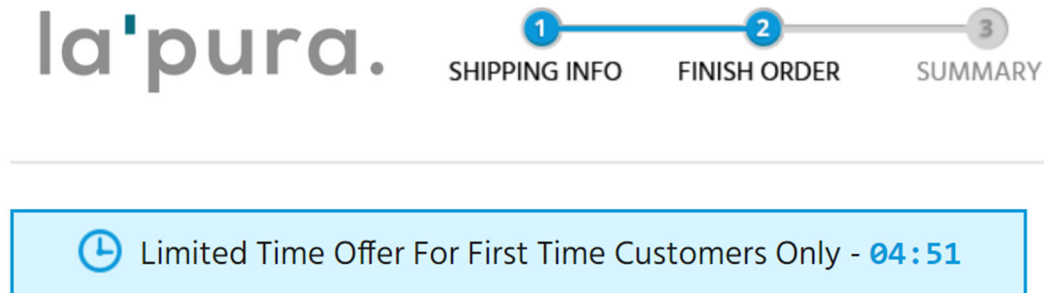 la'pura.
1 2 3
SHIPPING INFO FINISH ORDER SUMMARY
Limited Time Offer For First Time Customers Only - 04:51